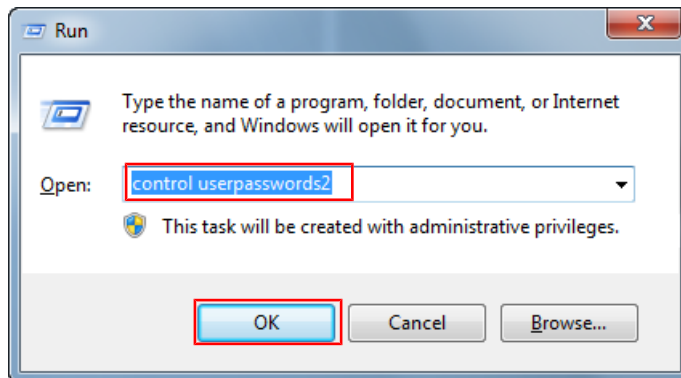 Run
Type the name of a program, folder, document, or Internet
resource, and Windows will open it for you.
Open: control userpasswords2
This task will be created with administrative privileges.
OK Cancel Browse...